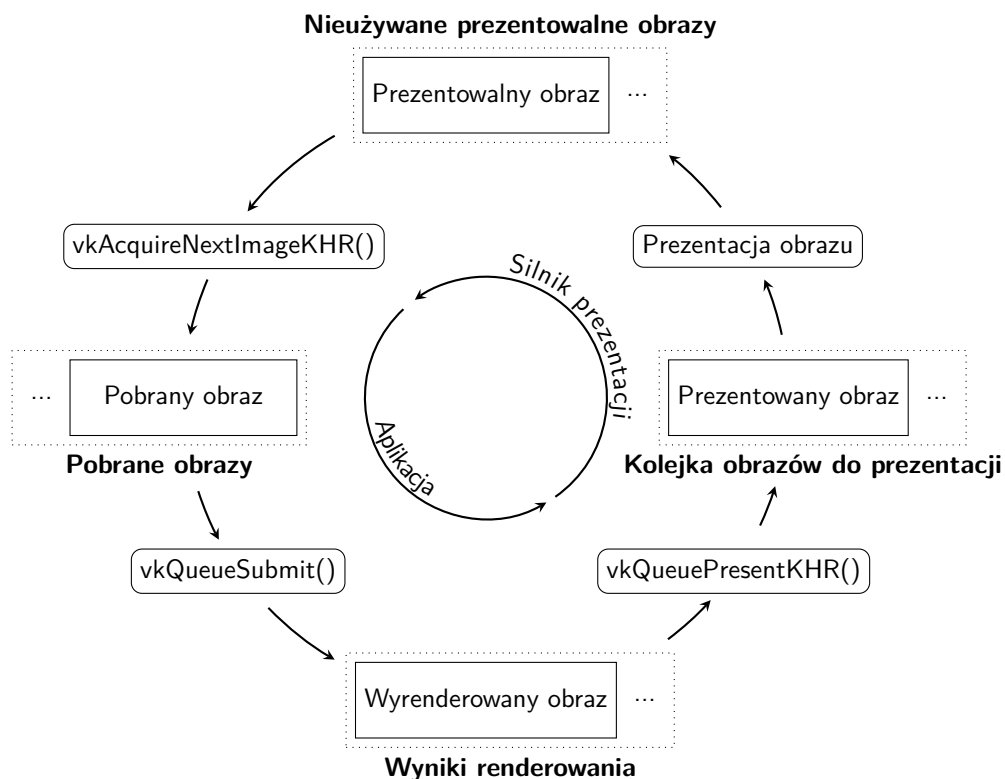 Nieużywane prezentowalne obrazy
Prezentowalny obraz ...
vkAcquireNextImageKHR()
Prezentacja obrazu
Silnik prezentacji
... Pobrany obraz
Prezentowany obraz ...
Aplikacja
Pobrane obrazy
Kolejka obrazów do prezentacji
vkQueueSubmit()
vkQueuePresentKHR()
Wyrenderowany obraz ...
Wyniki renderowania